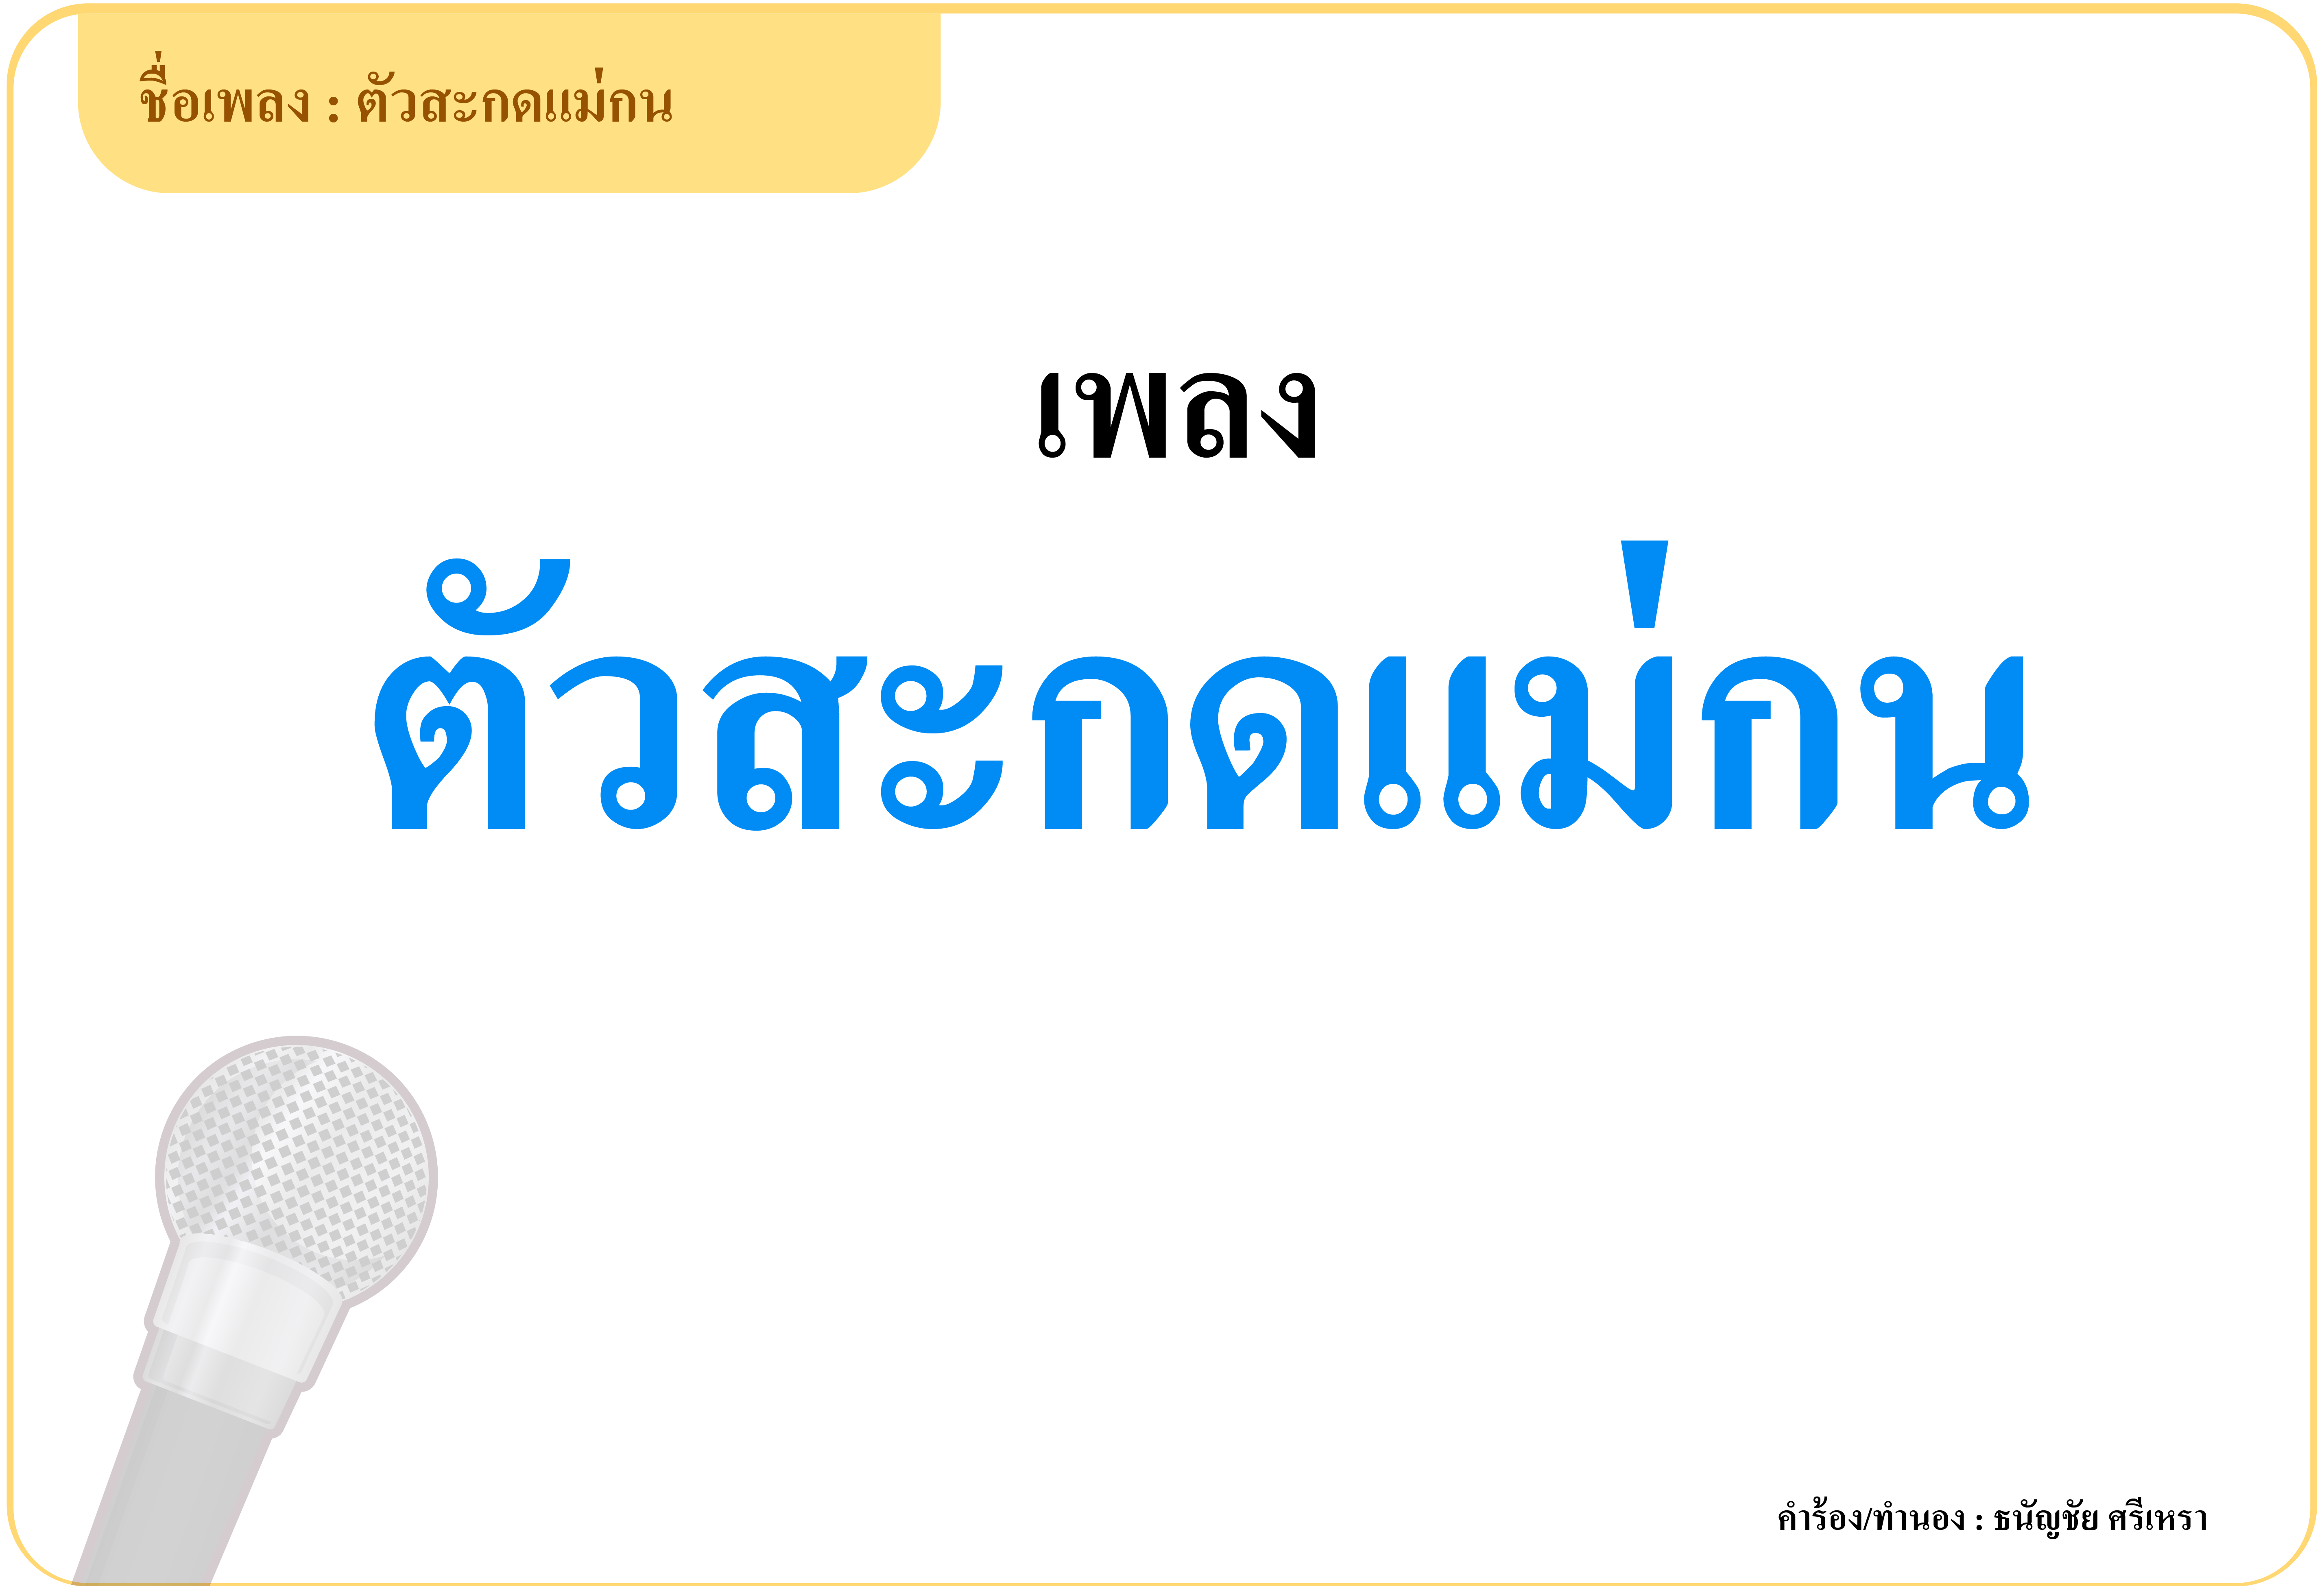 ชื่อเพลง : ตัวสะกดแม่กน
เพลง
ตัวสะกดแม่กน
คำร้อง/ทำนอง : ธนัญชัย ศรีเหรา